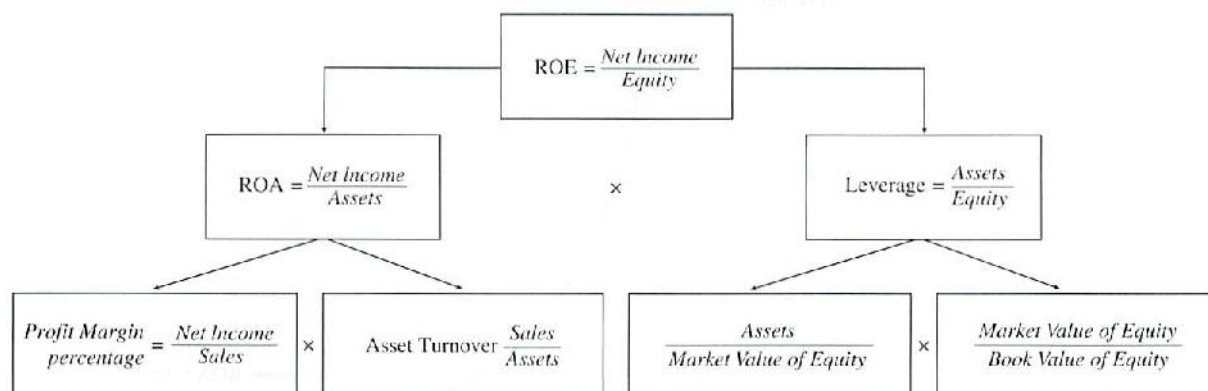 ROE = Net Income / Equity
ROA = Net Income / Assets
×
Leverage = Assets / Equity
Profit Margin percentage = Net Income / Sales
×
Asset Turnover Sales / Assets
Assets / Market Value of Equity
×
Market Value of Equity / Book Value of Equity